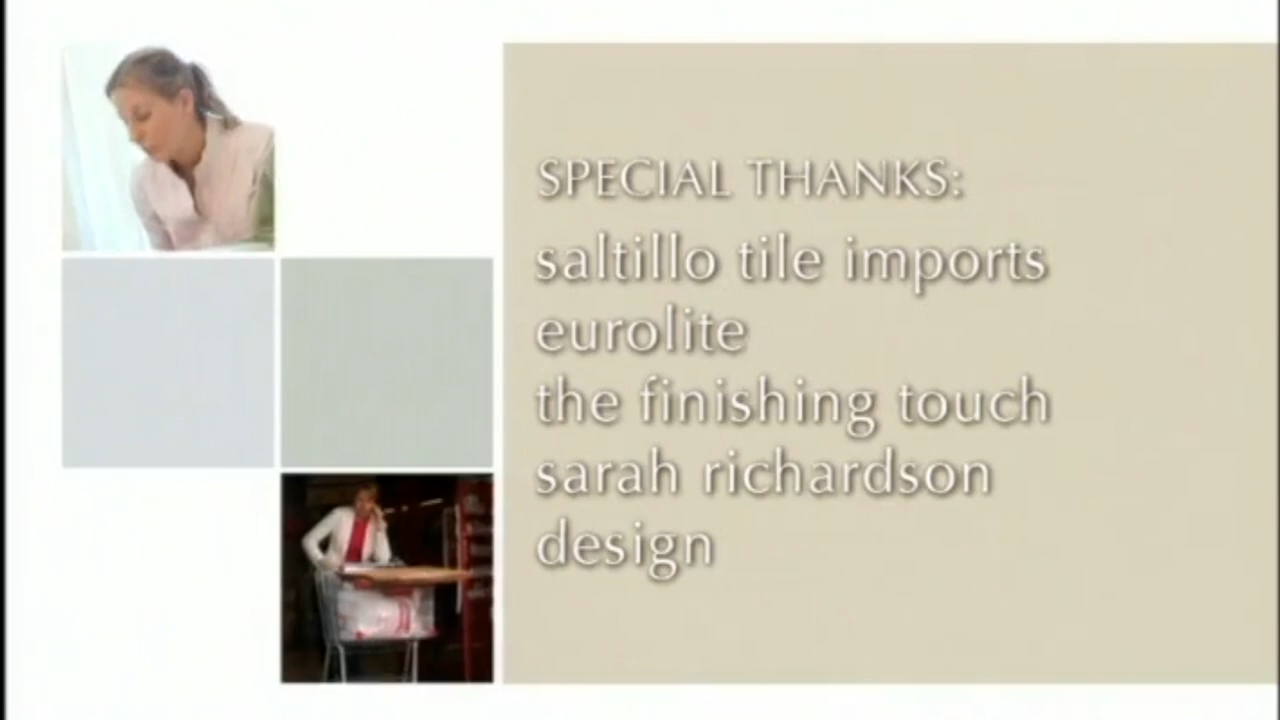 SPECIAL THANKS:
saltillo tile imports
eurolite
the finishing touch
sarah richardson
design